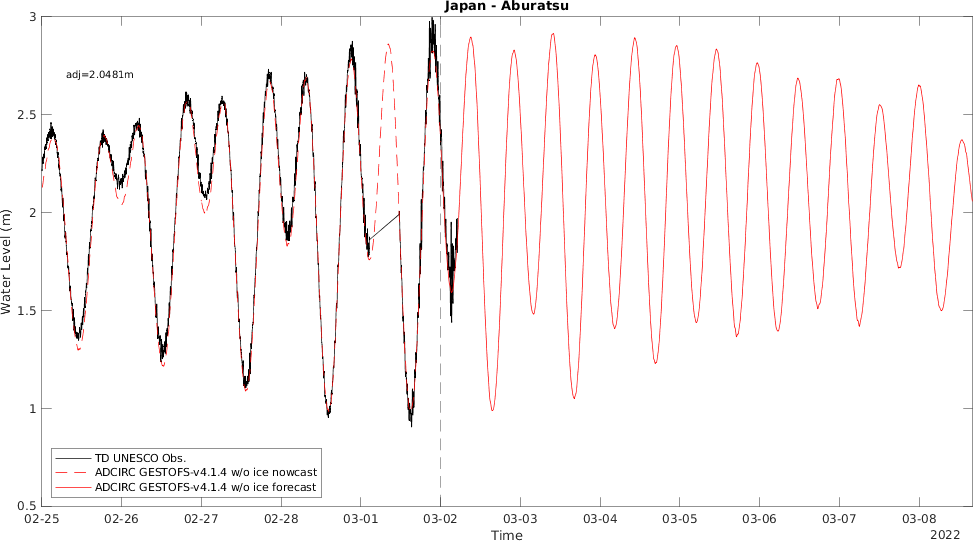 Japan - Aburatsu
3
adj=2.0481m
2.5
2
Water Level (m)
1.5
1
TD UNESCO Obs.
ADCIRC GESTOFS-v4.1.4 w/o ice nowcast
ADCIRC GESTOFS-v4.1.4 w/o ice forecast
0.5
02-25 02-26 02-27 02-28 03-01 03-02 03-03 03-04 03-05 03-06 03-07 03-08
Time 2022